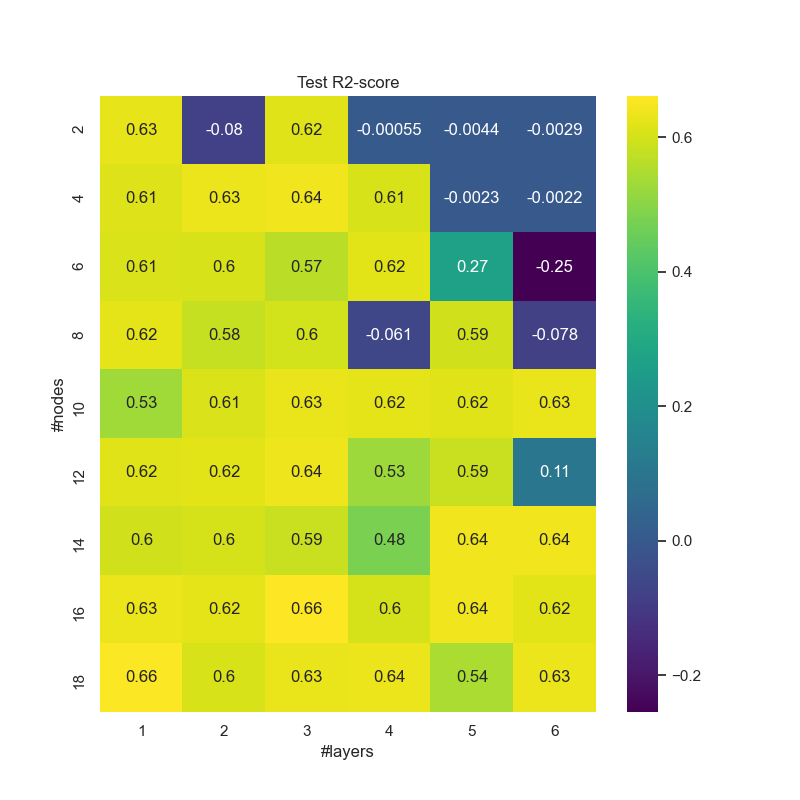 Test R2-score
2 0.63 -0.08 0.62 -0.00055 -0.0044 -0.0029
4 0.61 0.63 0.64 0.61 -0.0023 -0.0022
6 0.61 0.6 0.57 0.62 0.27 -0.25
8 0.62 0.58 0.6 -0.061 0.59 -0.078
10 0.53 0.61 0.63 0.62 0.62 0.63
12 0.62 0.62 0.64 0.53 0.59 0.11
14 0.6 0.6 0.59 0.48 0.64 0.64
16 0.63 0.62 0.66 0.6 0.64 0.62
18 0.66 0.6 0.63 0.64 0.54 0.63
1 2 3 4 5 6
#layers
#nodes
0.6
0.4
0.2
0.0
−0.2